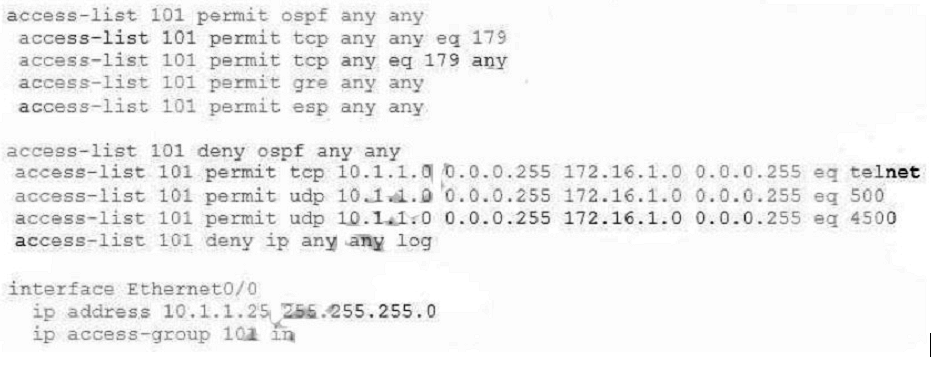 access-list 101 permit ospf any any
access-list 101 permit tcp any any eq 179
access-list 101 permit tcp any eq 179 any
access-list 101 permit gre any any
access-list 101 permit esp any any
access-list 101 deny ospf any any
access-list 101 permit tcp 10.1.1.0 0.0.0.255 172.16.1.0 0.0.0.255 eq telnet
access-list 101 permit udp 10.1.1.0 0.0.0.255 172.16.1.0 0.0.0.255 eq 500
access-list 101 permit udp 10.1.1.0 0.0.0.255 172.16.1.0 0.0.0.255 eq 4500
access-list 101 deny ip any any log
interface Ethernet0/0
ip address 10.1.1.25 255.255.255.0
ip access-group 101 in